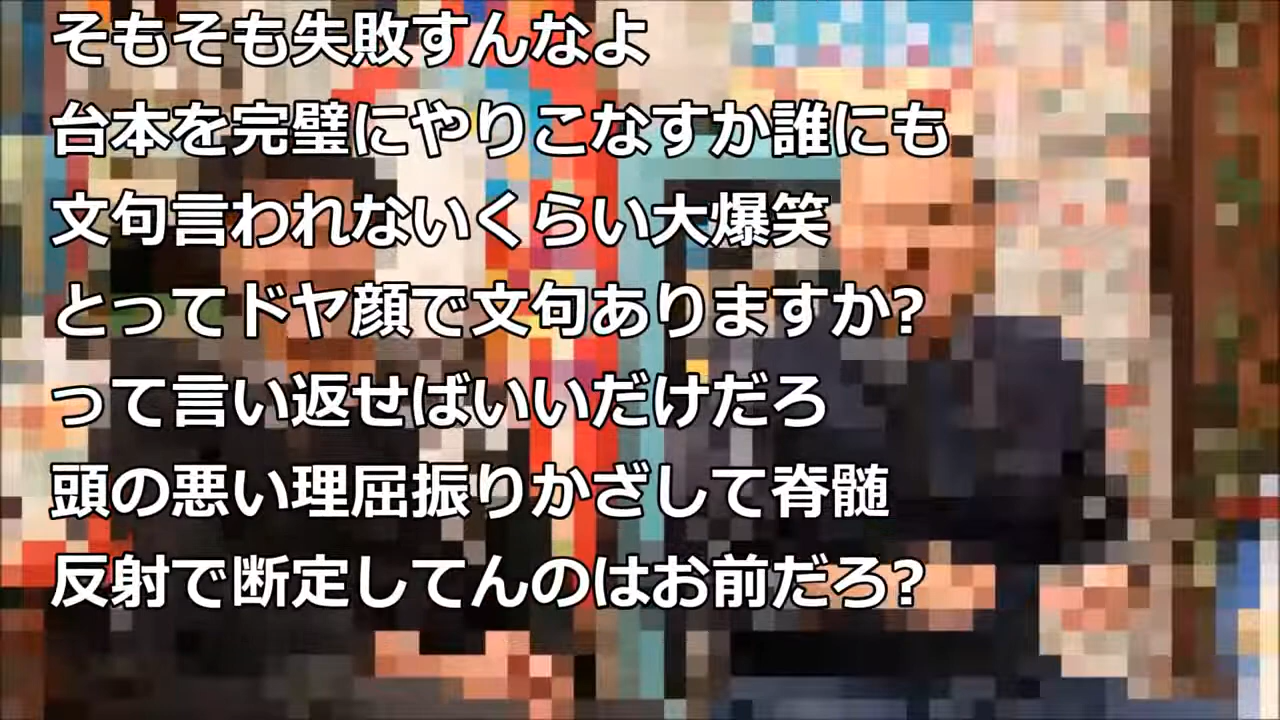 そもそも失敗すんなよ
台本を完璧にやりこなすか誰にも
文句言われないくらい大爆笑
とってドヤ顔で文句ありますか?
って言い返せばいいだけだろ
頭の悪い理屈振りかざして脊髄
反射で断定してんのはお前だろ?